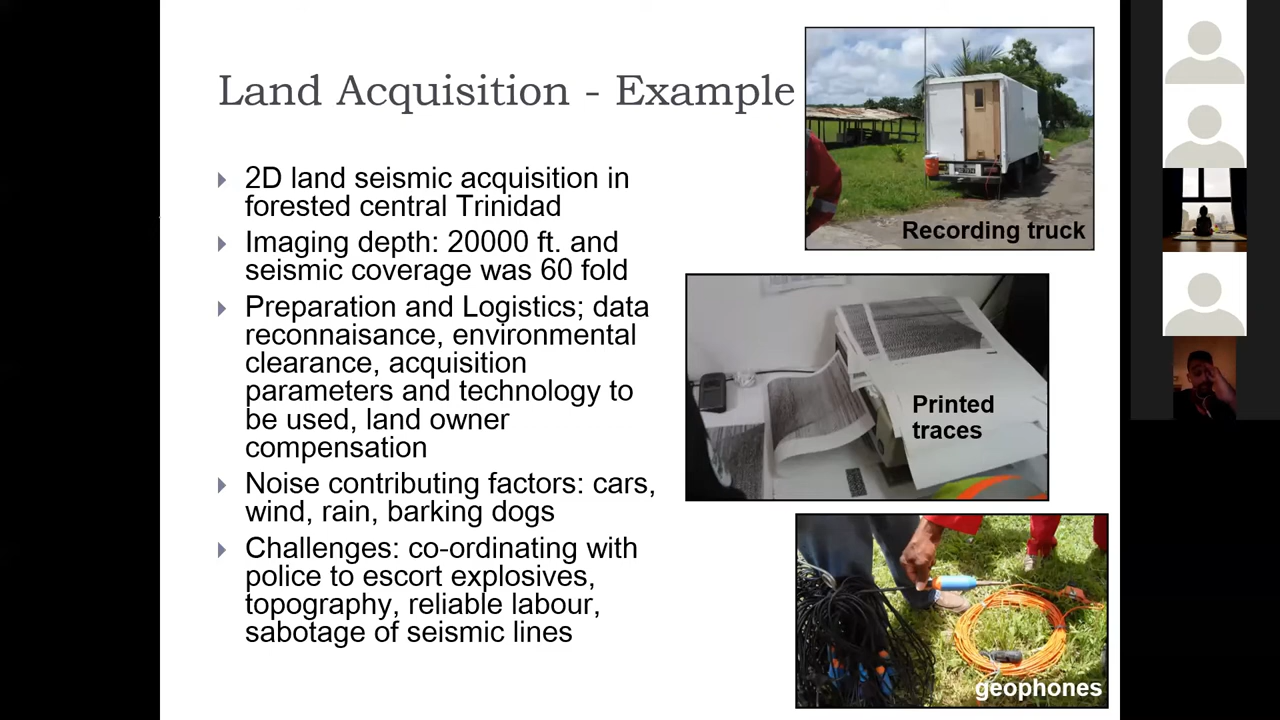 Land Acquisition - Example
2D land seismic acquisition in
forested central Trinidad
Imaging depth: 20000 ft. and
seismic coverage was 60 fold
Preparation and Logistics; data
reconnaisance, environmental
clearance, acquisition
parameters and technology to
be used, land owner
compensation
Noise contributing factors: cars,
wind, rain, barking dogs
Challenges: co-ordinating with
police to escort explosives,
topography, reliable labour,
sabotage of seismic lines
Recording truck
Printed
traces
geophones